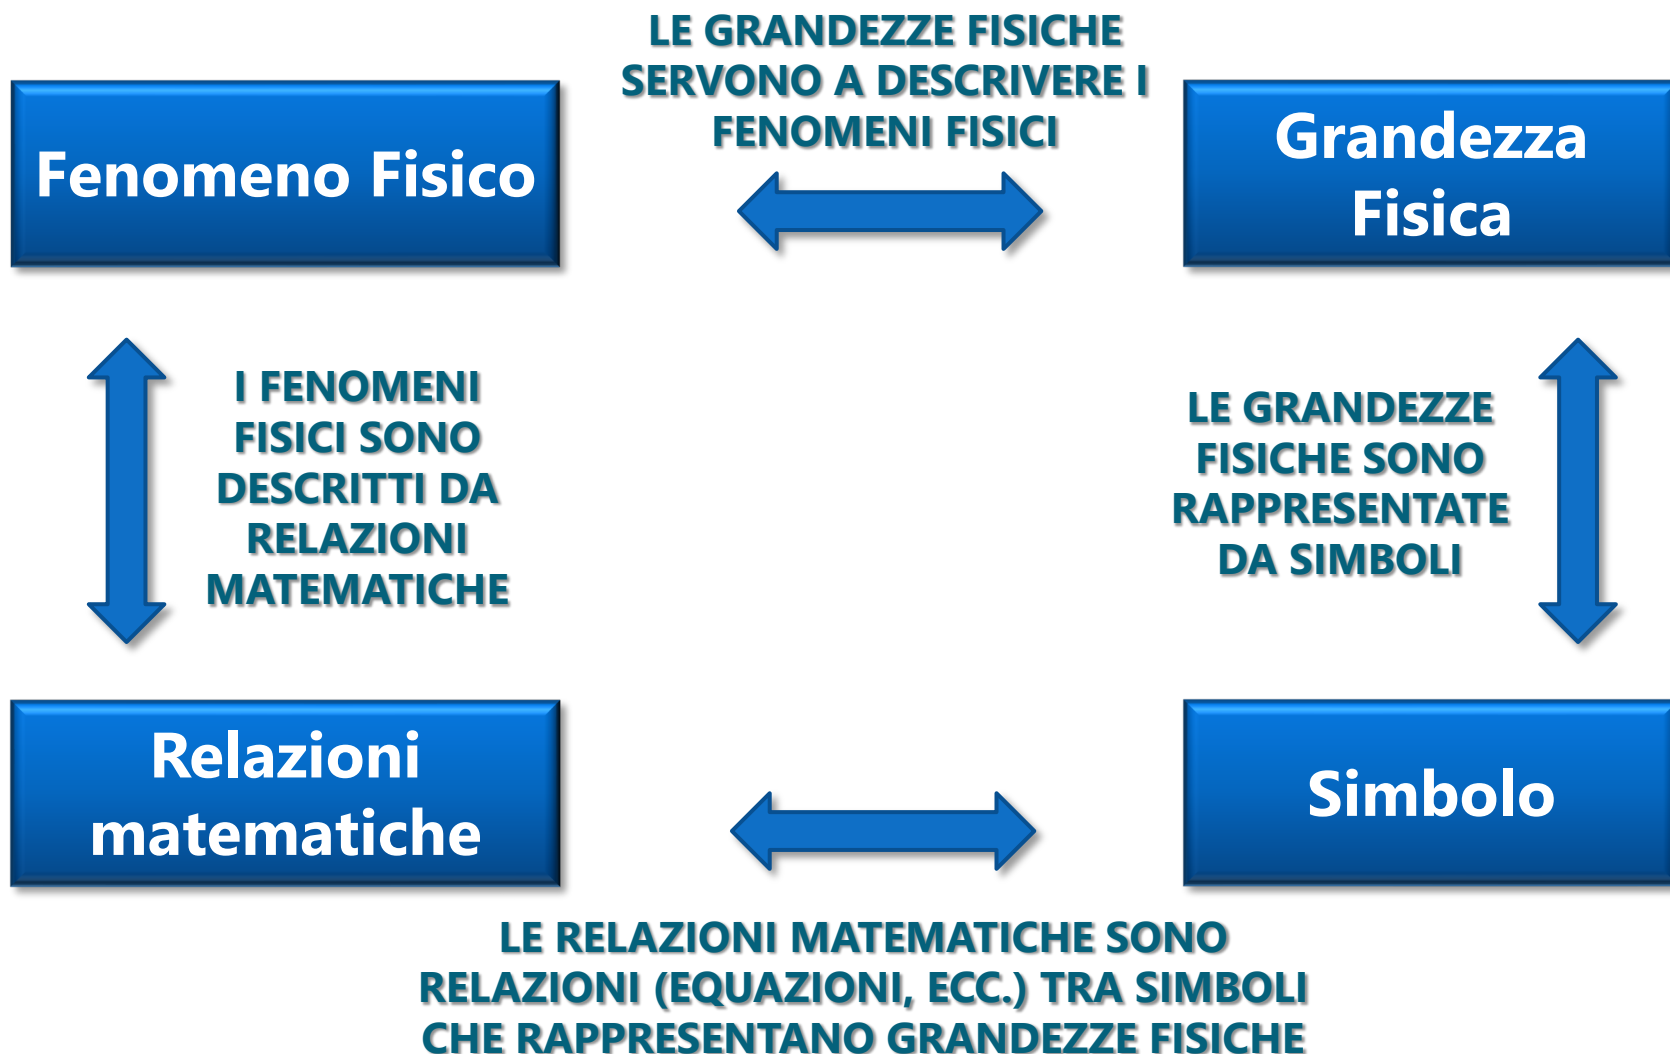 LE GRANDEZZE FISICHE
SERVONO A DESCRIVERE I
FENOMENI FISICI
Fenomeno Fisico
Grandezza
Fisica
I FENOMENI
FISICI SONO
DESCRITTI DA
RELAZIONI
MATEMATICHE
LE GRANDEZZE
FISICHE SONO
RAPPRESENTATE
DA SIMBOLI
Relazioni
matematiche
Simbolo
LE RELAZIONI MATEMATICHE SONO
RELAZIONI (EQUAZIONI, ECC.) TRA SIMBOLI
CHE RAPPRESENTANO GRANDEZZE FISICHE